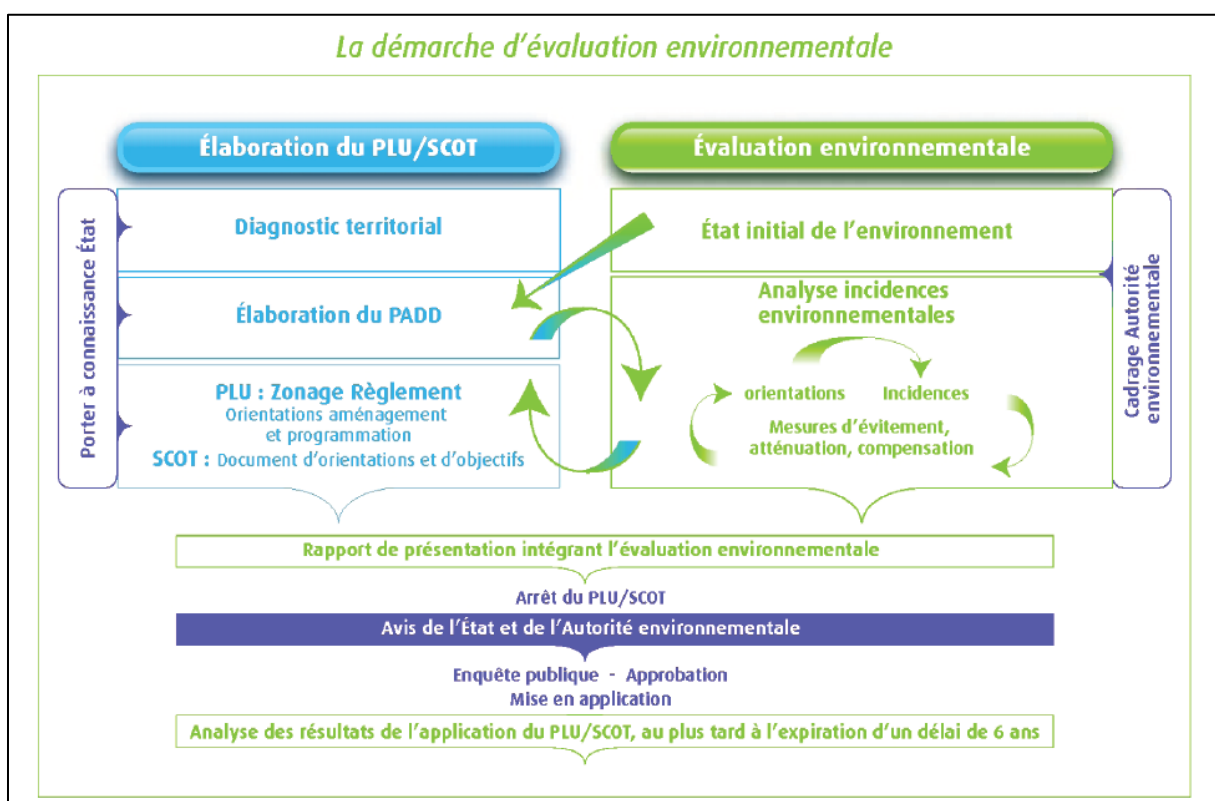 La démarche d'évaluation environnementale
Élaboration du PLU/SCOT
Évaluation environnementale
Porter à connaissance État
Diagnostic territorial
Élaboration du PADD
PLU : Zonage Règlement
Orientations aménagement
et programmation
SCOT : Document d'orientations et d'objectifs
État initial de l'environnement
Analyse incidences
environnementales
orientations
Incidences
Mesures d'évitement,
atténuation, compensation
Cadrage Autorité
environnementale
Rapport de présentation intégrant l'évaluation environnementale
Arrêt du PLU/SCOT
Avis de l'État et de l'Autorité environnementale
Enquête publique - Approbation
Mise en application
Analyse des résultats de l'application du PLU/SCOT, au plus tard à l'expiration d'un délai de 6 ans